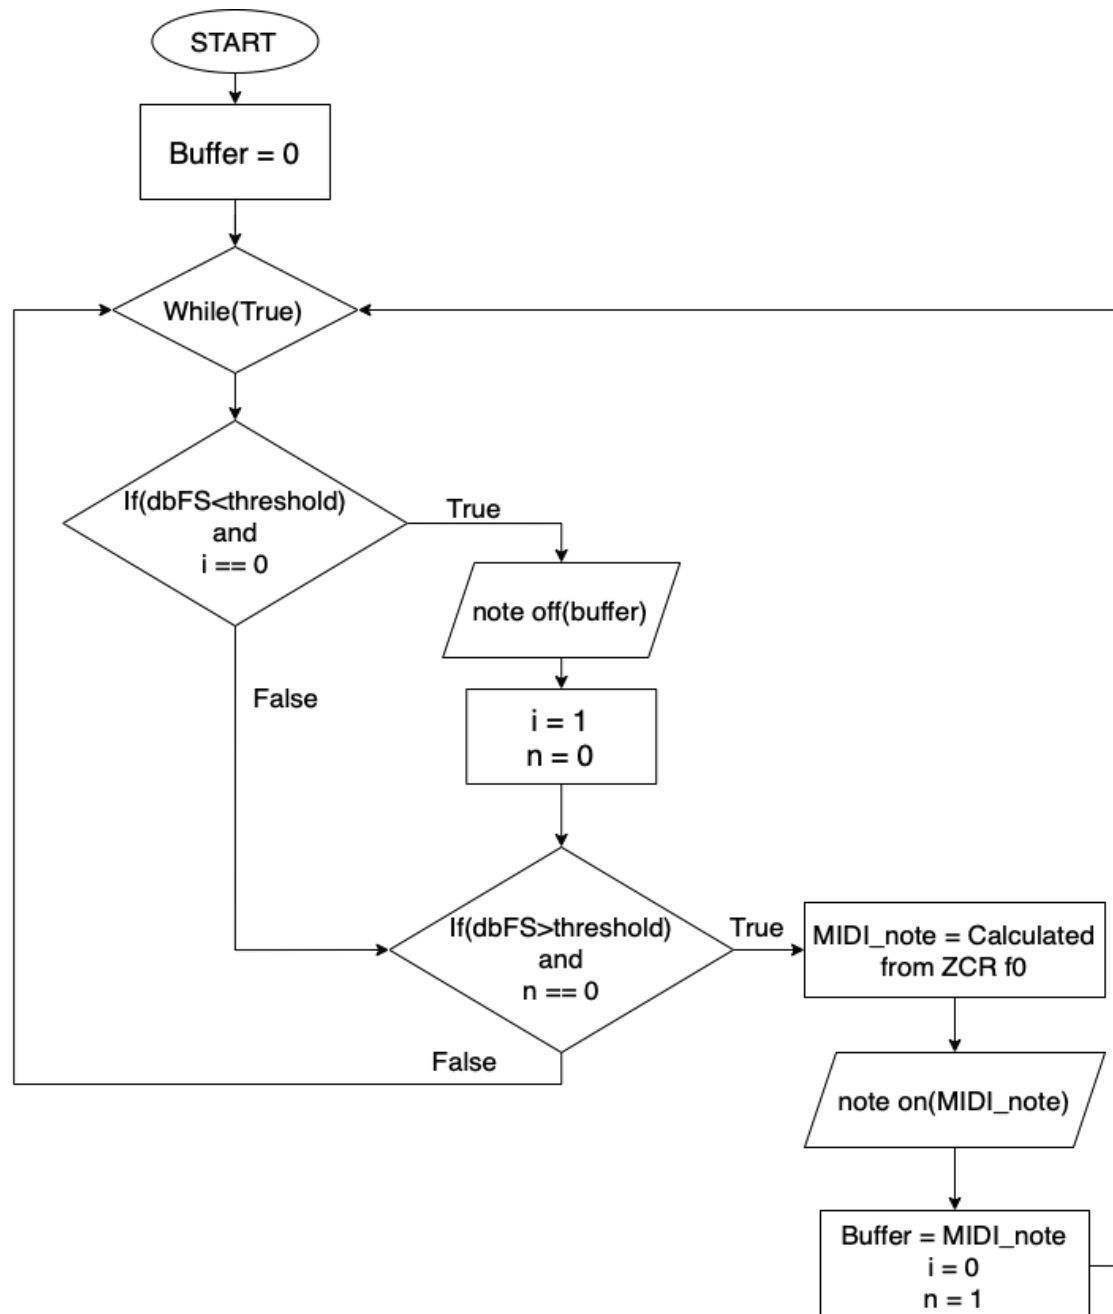 START
Buffer = 0
While(True)
If(dbFS<threshold)
and
i == 0
True
note off(buffer)
False
i = 1
n = 0
If(dbFS>threshold)
and
n == 0
True
MIDI_note = Calculated
from ZCR f0
False
note on(MIDI_note)
Buffer = MIDI_note
i = 0
n = 1